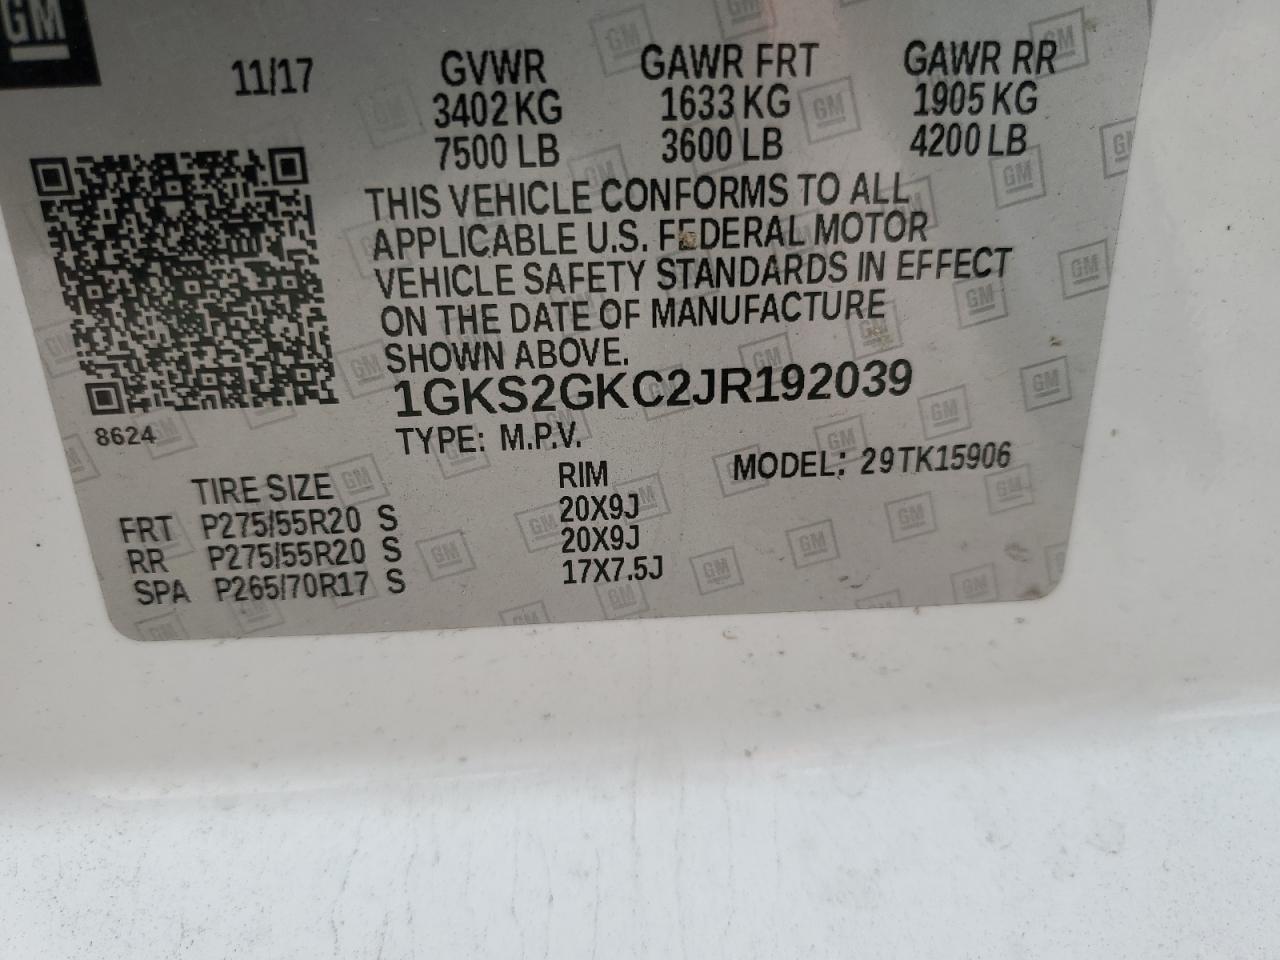 GM
11/17 GVWR GAWR FRT GAWR RR
3402 KG 1633 KG 1905 KG
7500 LB 3600 LB 4200 LB
THIS VEHICLE CONFORMS TO ALL
APPLICABLE U.S. FEDERAL MOTOR
VEHICLE SAFETY STANDARDS IN EFFECT
ON THE DATE OF MANUFACTURE
SHOWN ABOVE.
1GKS2GKC2JR192039
8624
TYPE: M.P.V.
MODEL: 29TK15906
TIRE SIZE RIM
FRT P275/55R20 S 20X9J
RR P275/55R20 S 20X9J
SPA P265/70R17 S 17X7.5J